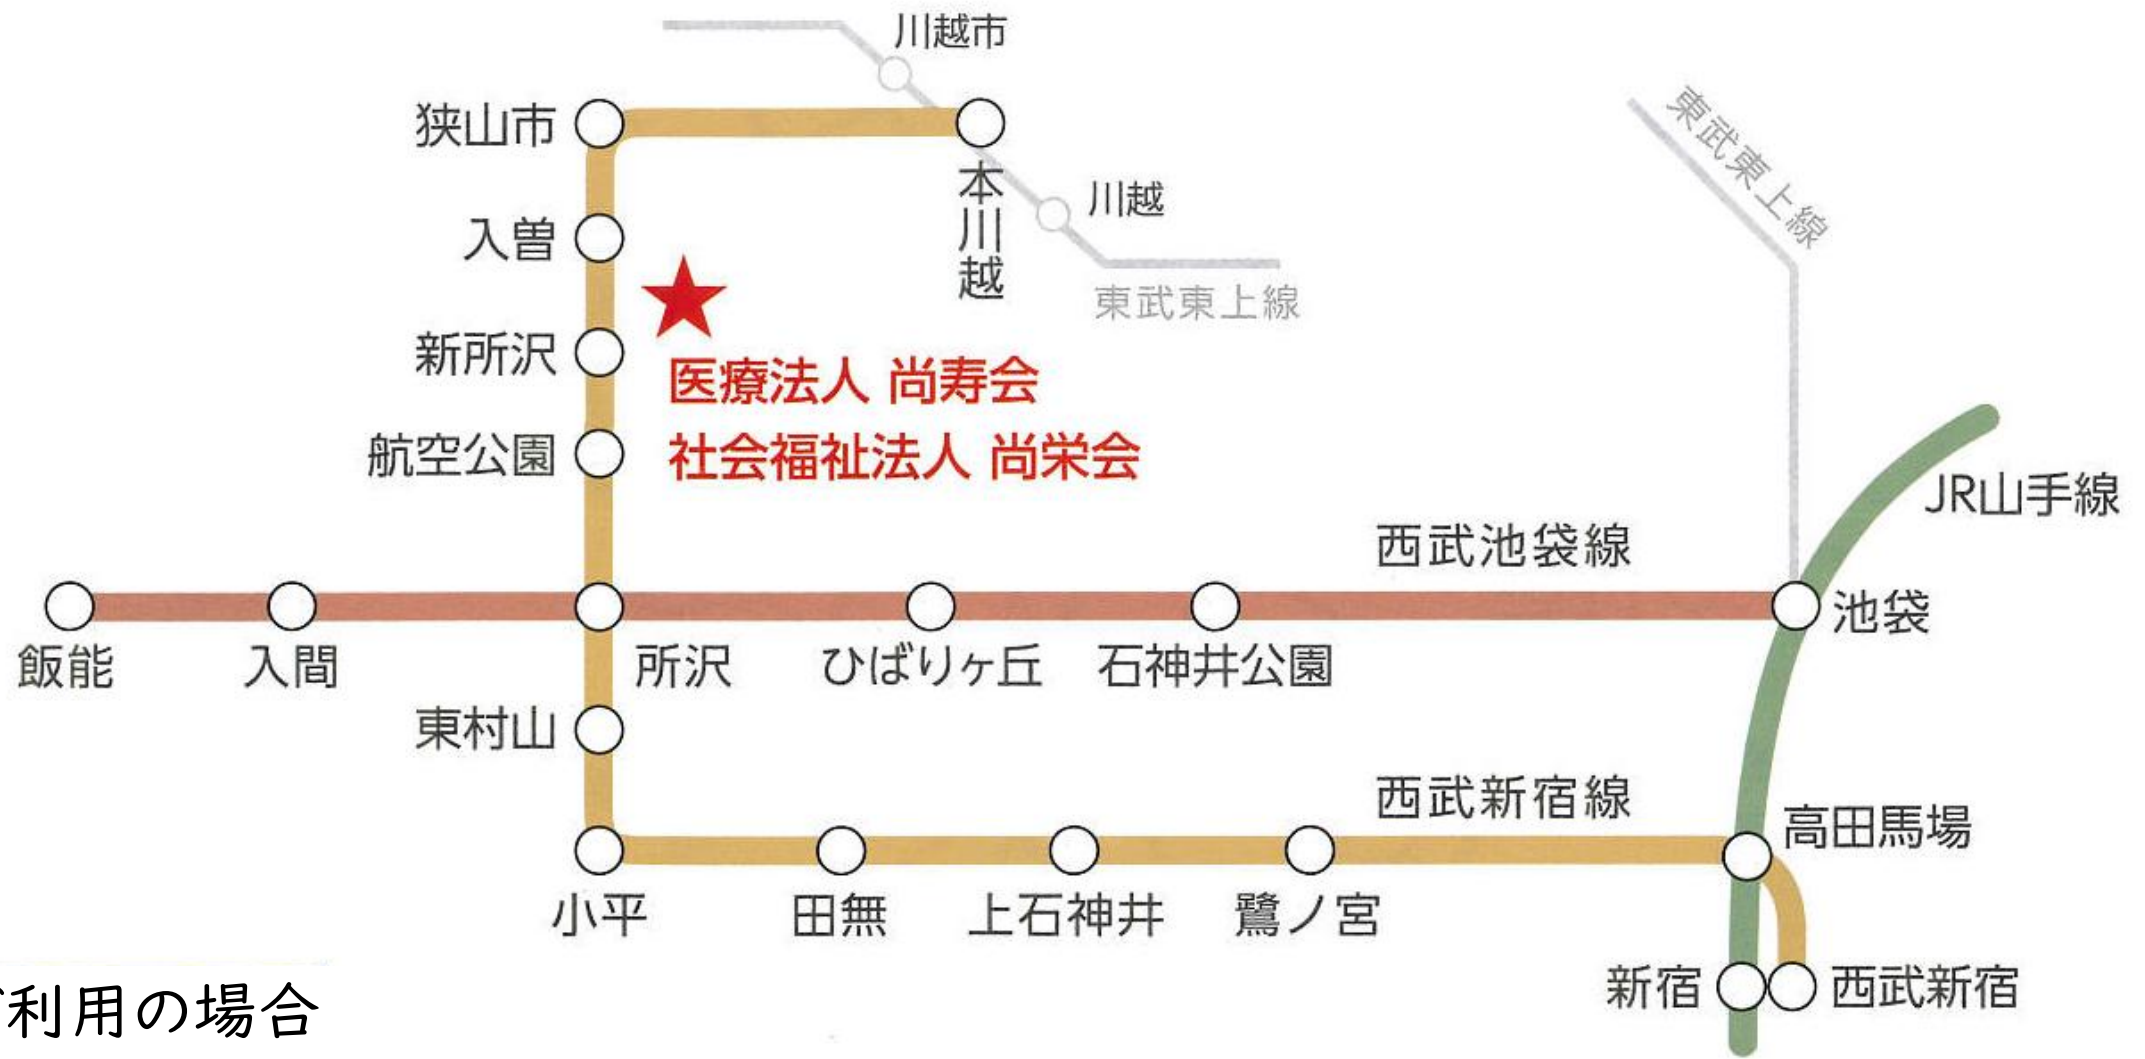 川越市
狭山市
本川越
川越
東武東上線
東武東上線
入曽
新所沢
医療法人 尚寿会
社会福祉法人 尚栄会
航空公園
JR山手線
西武池袋線
池袋
飯能
入間
所沢
ひばりヶ丘
石神井公園
東村山
西武新宿線
高田馬場
小平
田無
上石神井
鷺ノ宮
新宿
西武新宿
利用の場合